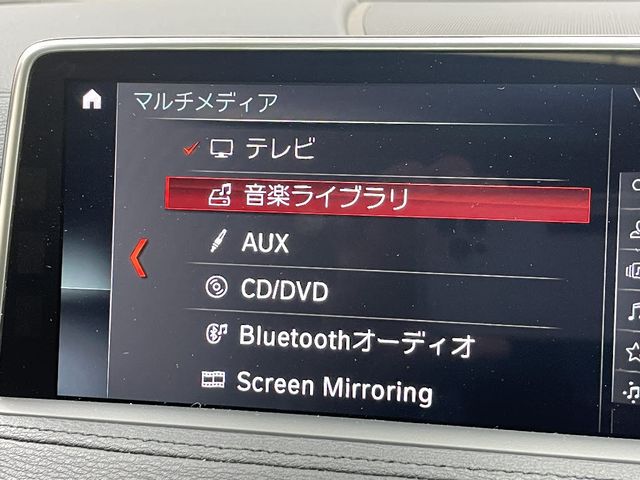 マルチメディア
テレビ
音楽ライブラリ
AUX
CD/DVD
Bluetoothオーディオ
Screen Mirroring